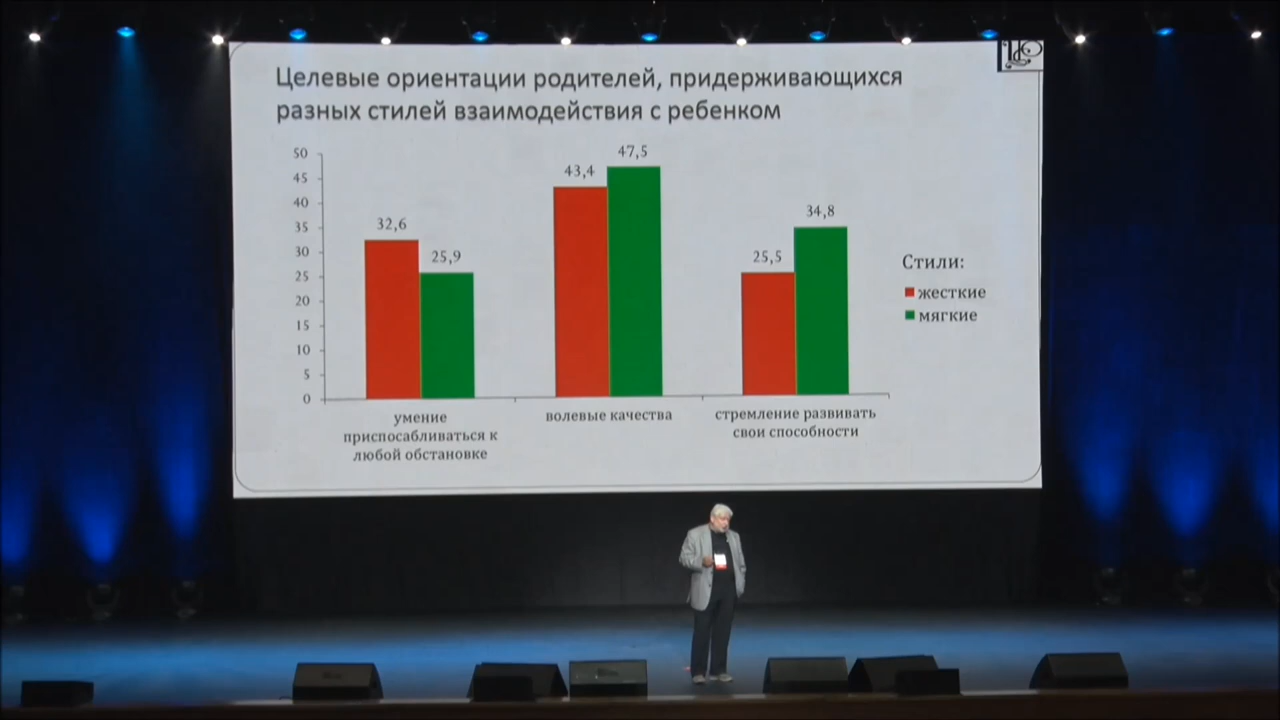 Целевые ориентации родителей, придерживающихся
разных стилей взаимодействия с ребенком
50
45
40
35
30
25
20
15
10
5
0
32,6
25,9
43,4
47,5
25,5
34,8
умение
приспосабливаться к
любой обстановке
волевые качества
стремление развивать
свои способности
Стили:
жесткие
мягкие